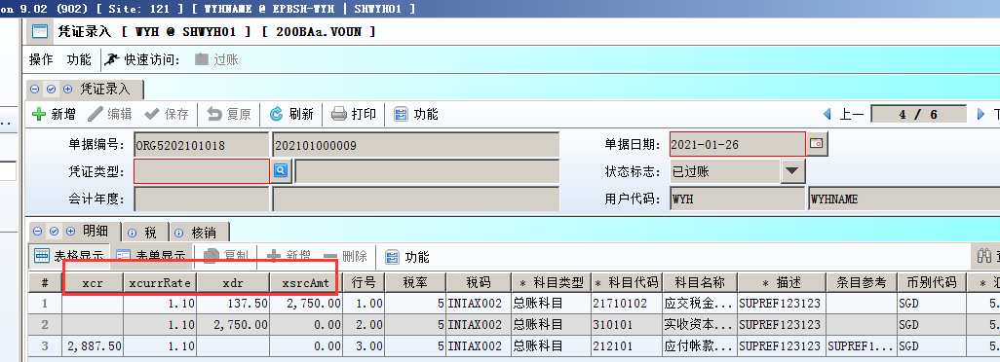 on 9.02 (902) [ Site: 121 ] [ WYHNAME @ EPBSH-WYH | SHWYH01 ]
凭证录入 [ WYH @ SHWYH01 ] [ 200BAa.VOUN ]
操作 功能 快速访问: 过账
凭证录入
新增 编辑 保存 复原 刷新 打印 功能 上一 4 / 6
单据编号: ORG5202101018 202101000009 单据日期: 2021-01-26
凭证类型: 状态标志: 已过账
会计年度: 用户代码: WYH WYHNAME
明细 税 核销
表格显示 表单显示 复制 新增 删除 功能
# xcr xcurrRate xdr xsrcAmt 行号 税率 税码 * 科目类型 * 科目代码 科目名称 * 描述 条目参考 币别代码 *
1 1.10 137.50 2,750.00 1.00 5 INTAX002 总账科目 21710102 应交税金... SUPREF123123 SGD 5.
2 1.10 2,750.00 0.00 2.00 5 INTAX002 总账科目 310101 实收资本... SUPREF123123 SGD 5.
3 2,887.50 1.10 0.00 3.00 5 INTAX002 总账科目 212101 应付帐款... SUPREF123123 SUPREF1... SGD 5.